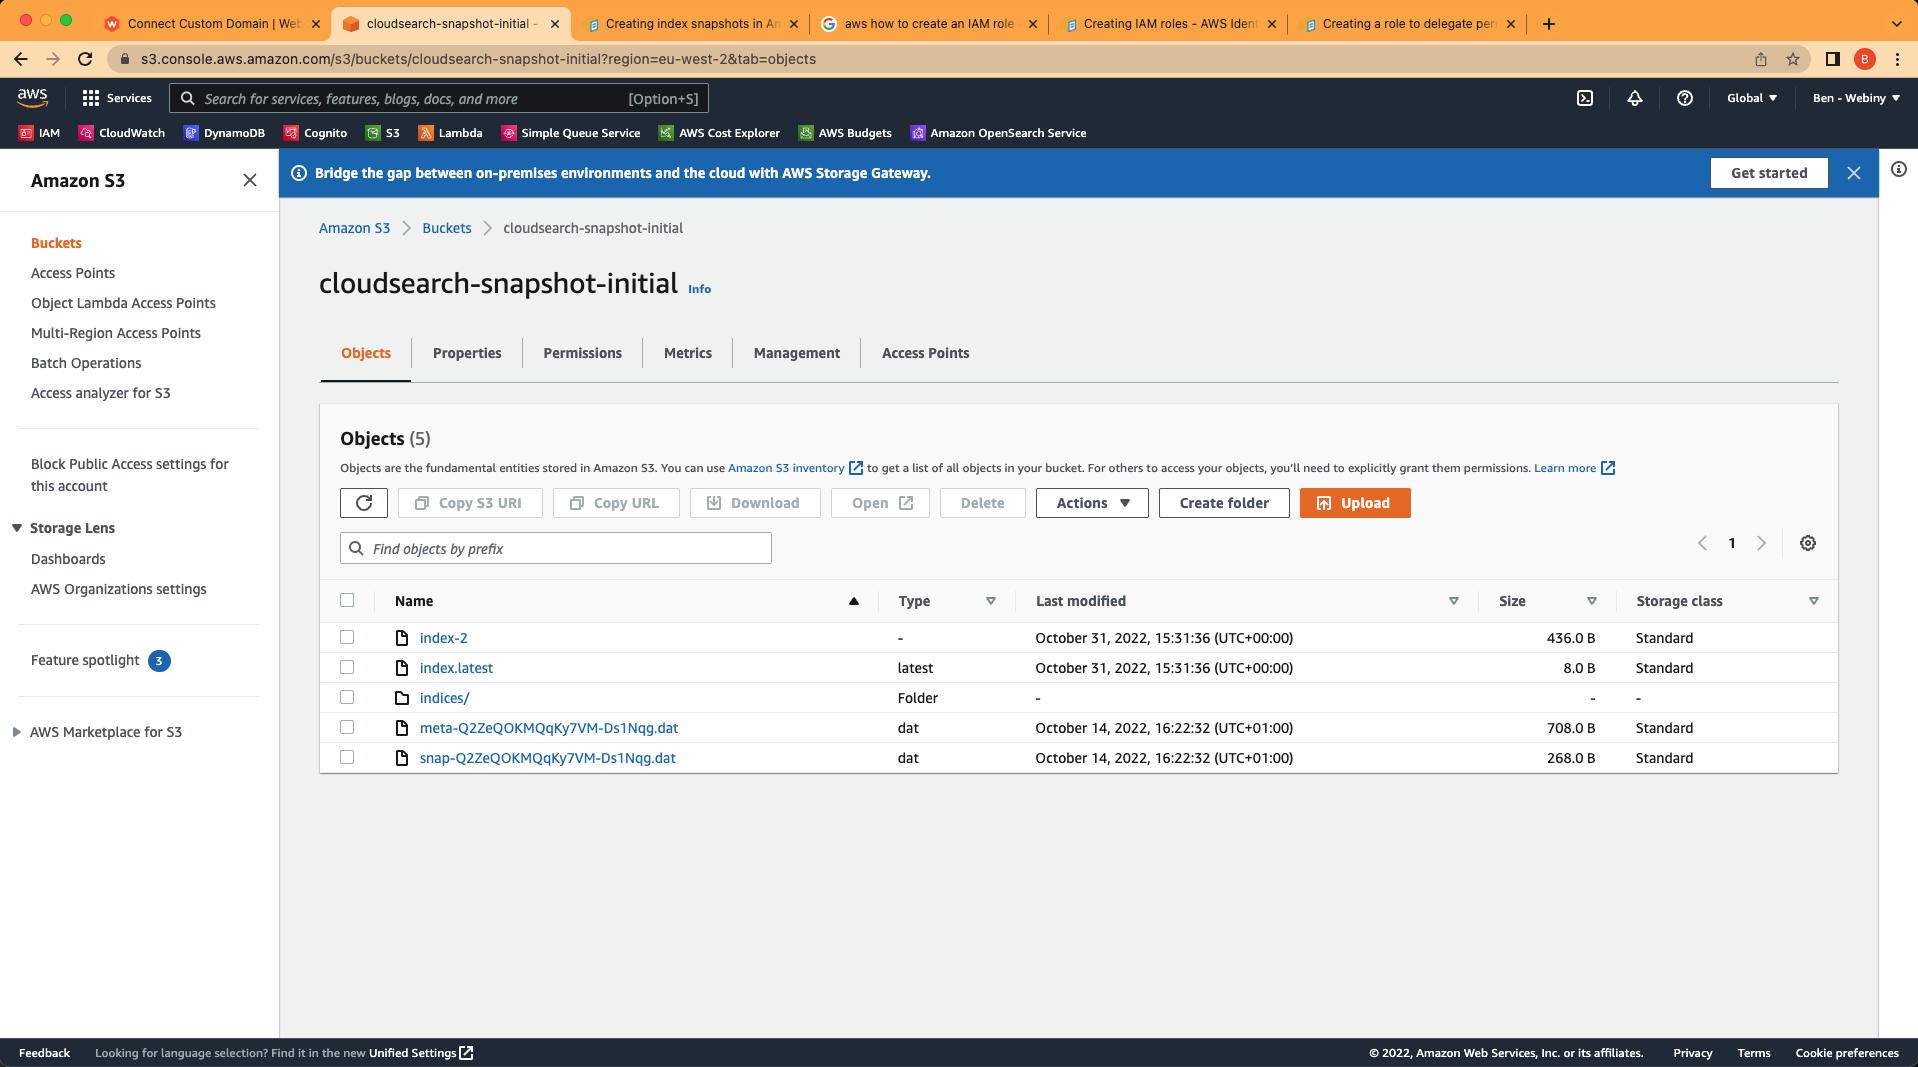 Connect Custom Domain | Web
cloudsearch-snapshot-initial -
Creating index snapshots in Am
aws how to create an IAM role
Creating IAM roles - AWS Ident
Creating a role to delegate per
s3.console.aws.amazon.com/s3/buckets/cloudsearch-snapshot-initial?region=eu-west-2&tab=objects
B
aws
Services
Search for services, features, blogs, docs, and more
[Option+S]
Global
Ben - Webiny
IAM
CloudWatch
DynamoDB
Cognito
S3
Lambda
Simple Queue Service
AWS Cost Explorer
AWS Budgets
Amazon OpenSearch Service
Amazon S3
Buckets
Access Points
Object Lambda Access Points
Multi-Region Access Points
Batch Operations
Access analyzer for S3
Block Public Access settings for
this account
Storage Lens
Dashboards
AWS Organizations settings
Feature spotlight 3
AWS Marketplace for S3
Bridge the gap between on-premises environments and the cloud with AWS Storage Gateway.
Get started
Amazon S3
Buckets
cloudsearch-snapshot-initial
cloudsearch-snapshot-initial Info
Objects
Properties
Permissions
Metrics
Management
Access Points
Objects (5)
Objects are the fundamental entities stored in Amazon S3. You can use Amazon S3 inventory to get a list of all objects in your bucket. For others to access your objects, you'll need to explicitly grant them permissions. Learn more
Copy S3 URI
Copy URL
Download
Open
Delete
Actions
Create folder
Upload
Find objects by prefix
1
Name Type Last modified Size Storage class
index-2 - October 31, 2022, 15:31:36 (UTC+00:00) 436.0 B Standard
index.latest latest October 31, 2022, 15:31:36 (UTC+00:00) 8.0 B Standard
indices/ Folder - - -
meta-Q2ZeQOKMQqKy7VM-Ds1Nqg.dat dat October 14, 2022, 16:22:32 (UTC+01:00) 708.0 B Standard
snap-Q2ZeQOKMQqKy7VM-Ds1Nqg.dat dat October 14, 2022, 16:22:32 (UTC+01:00) 268.0 B Standard
Feedback
Looking for language selection? Find it in the new Unified Settings
© 2022, Amazon Web Services, Inc. or its affiliates.
Privacy
Terms
Cookie preferences